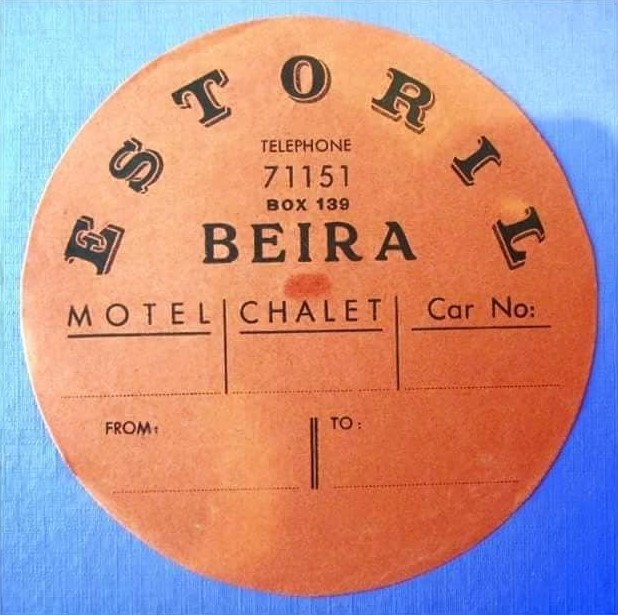 ESTORIL
TELEPHONE
71151
BOX 139
BEIRA
MOTEL CHALET Car No:
FROM: TO: